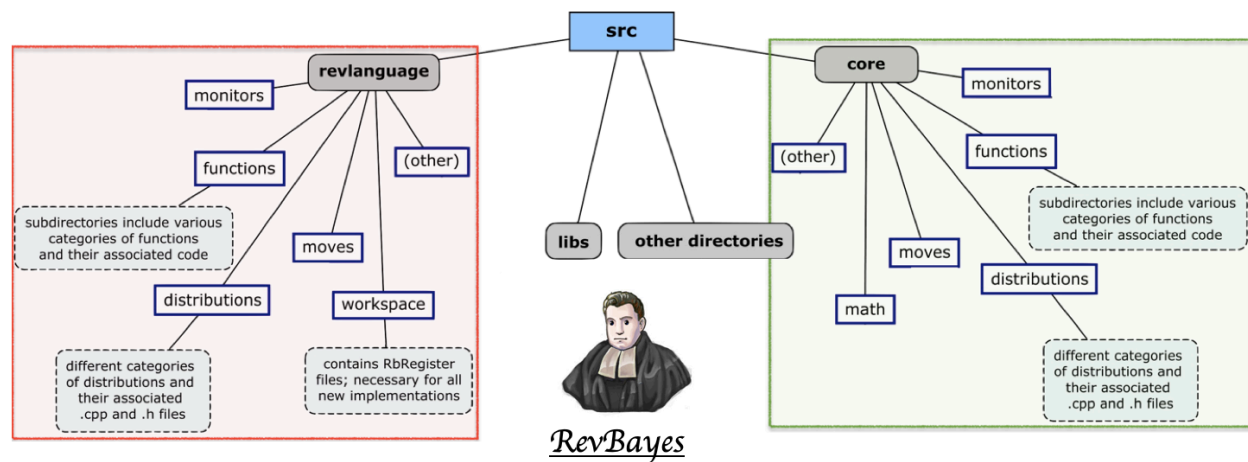 src
revlanguage
monitors
functions
(other)
subdirectories include various
categories of functions
and their associated code
moves
distributions
workspace
different categories
of distributions and
their associated
.cpp and .h files
contains RbRegister
files; necessary for all
new implementations
libs
other directories
core
monitors
(other)
functions
subdirectories include various
categories of functions
and their associated code
moves
distributions
math
different categories
of distributions and
their associated
.cpp and .h files
RevBayes